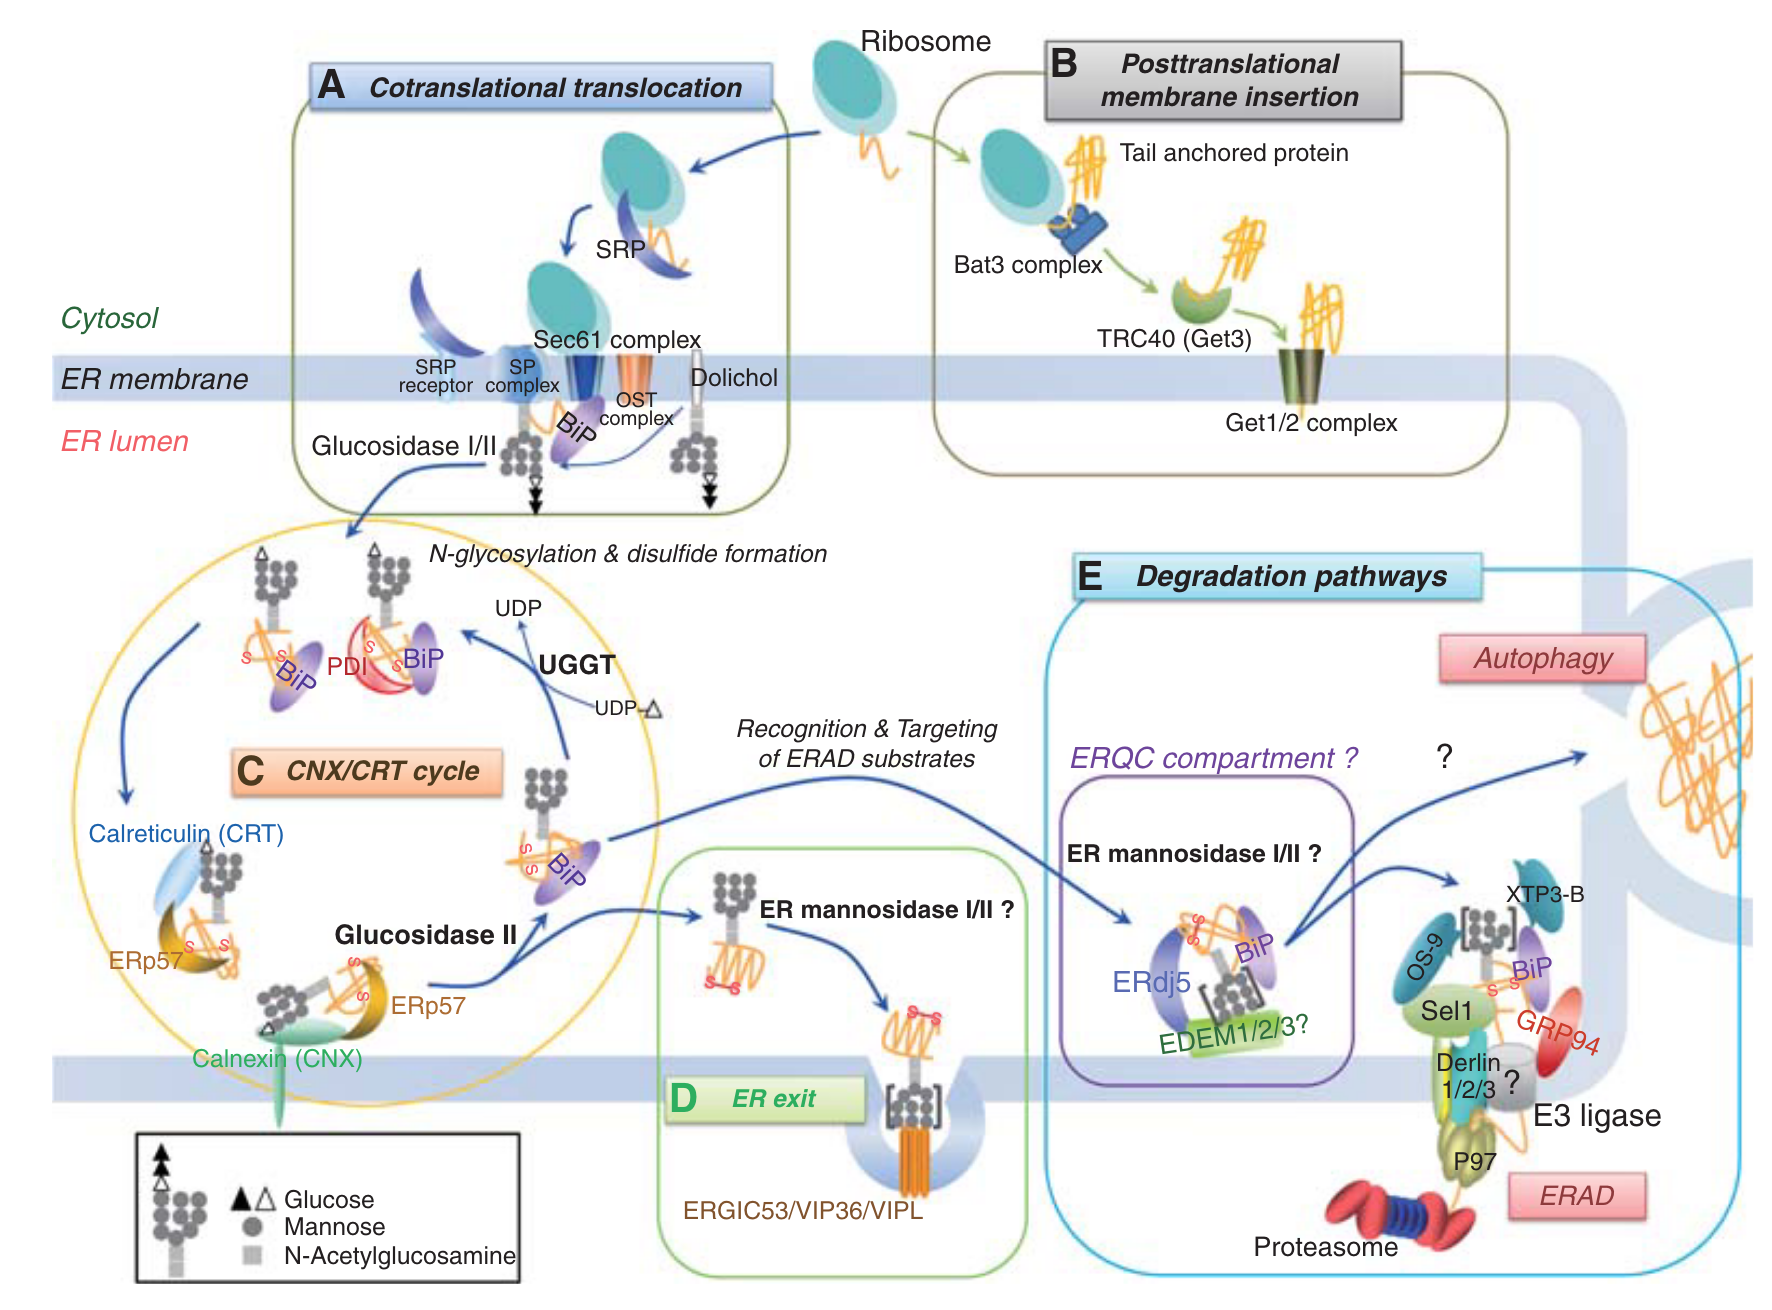 Ribosome
A Cotranslational translocation
B Posttranslational
membrane insertion
Tail anchored protein
SRP
Bat3 complex
Cytosol
Sec61 complex
TRC40 (Get3)
ER membrane
SRP
receptor
SP
complex
OST
complex
Dolichol
BiP
Get1/2 complex
ER lumen
Glucosidase I/II
N-glycosylation & disulfide formation
UDP
UGGT
UDP
S
S
BiP
PDI
S
S
BiP
C CNX/CRT cycle
Calreticulin (CRT)
S
S
BiP
ERp57
S
S
Glucosidase II
S
S
ERp57
Calnexin (CNX)
Recognition & Targeting
of ERAD substrates
ER mannosidase I/II ?
S
S
S
S
D ER exit
ERGIC53/VIP36/VIPL
E Degradation pathways
Autophagy
ERQC compartment ?
?
ER mannosidase I/II ?
S
S
BiP
ERdj5
EDEM1/2/3?
XTP3-B
OS-9
BiP
S
S
Sel1
GRP94
Derlin
1/2/3
?
E3 ligase
P97
ERAD
Proteasome
Glucose
Mannose
N-Acetylglucosamine